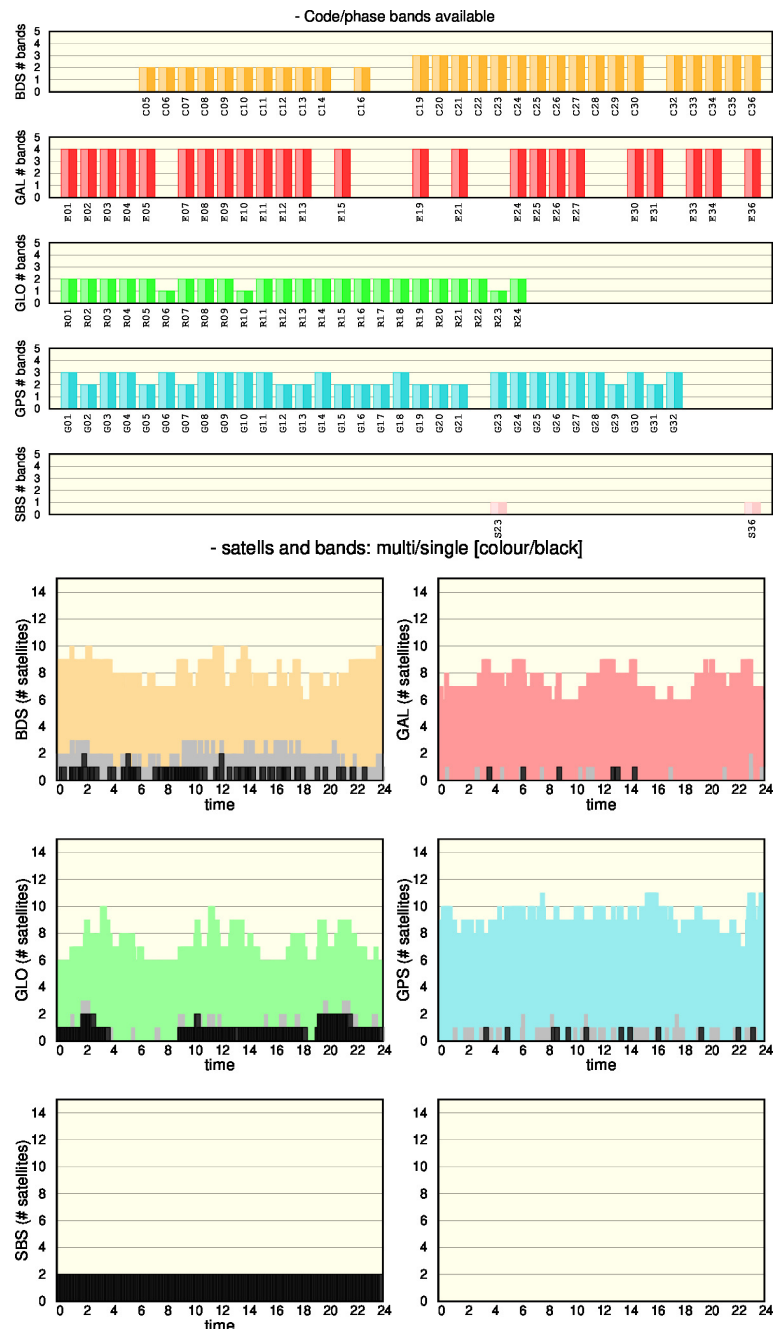 - Code/phase bands available
BDS # bands
5
4
3
2
1
0
C05 C06 C07 C08 C09 C10 C11 C12 C13 C14 C16 C19 C20 C21 C22 C23 C24 C25 C26 C27 C28 C29 C30 C32 C33 C34 C35 C36
GAL # bands
5
4
3
2
1
0
E01 E02 E03 E04 E05 E07 E08 E09 E10 E11 E12 E13 E15 E19 E21 E24 E25 E26 E27 E30 E31 E33 E34 E36
GLO # bands
5
4
3
2
1
0
R01 R02 R03 R04 R05 R06 R07 R08 R09 R10 R11 R12 R13 R14 R15 R16 R17 R18 R19 R20 R21 R22 R23 R24
GPS # bands
5
4
3
2
1
0
G01 G02 G03 G04 G05 G06 G07 G08 G09 G10 G11 G12 G13 G14 G15 G16 G17 G18 G19 G20 G21 G23 G24 G25 G26 G27 G28 G29 G30 G31 G32
SBS # bands
5
4
3
2
1
0
S23 S36
- satells and bands: multi/single [colour/black]
BDS (# satellites)
14
12
10
8
6
4
2
0
0 2 4 6 8 10 12 14 16 18 20 22 24
time
GAL (# satellites)
14
12
10
8
6
4
2
0
0 2 4 6 8 10 12 14 16 18 20 22 24
time
GLO (# satellites)
14
12
10
8
6
4
2
0
0 2 4 6 8 10 12 14 16 18 20 22 24
time
GPS (# satellites)
14
12
10
8
6
4
2
0
0 2 4 6 8 10 12 14 16 18 20 22 24
time
SBS (# satellites)
14
12
10
8
6
4
2
0
0 2 4 6 8 10 12 14 16 18 20 22 24
time
14
12
10
8
6
4
2
0
0 2 4 6 8 10 12 14 16 18 20 22 24